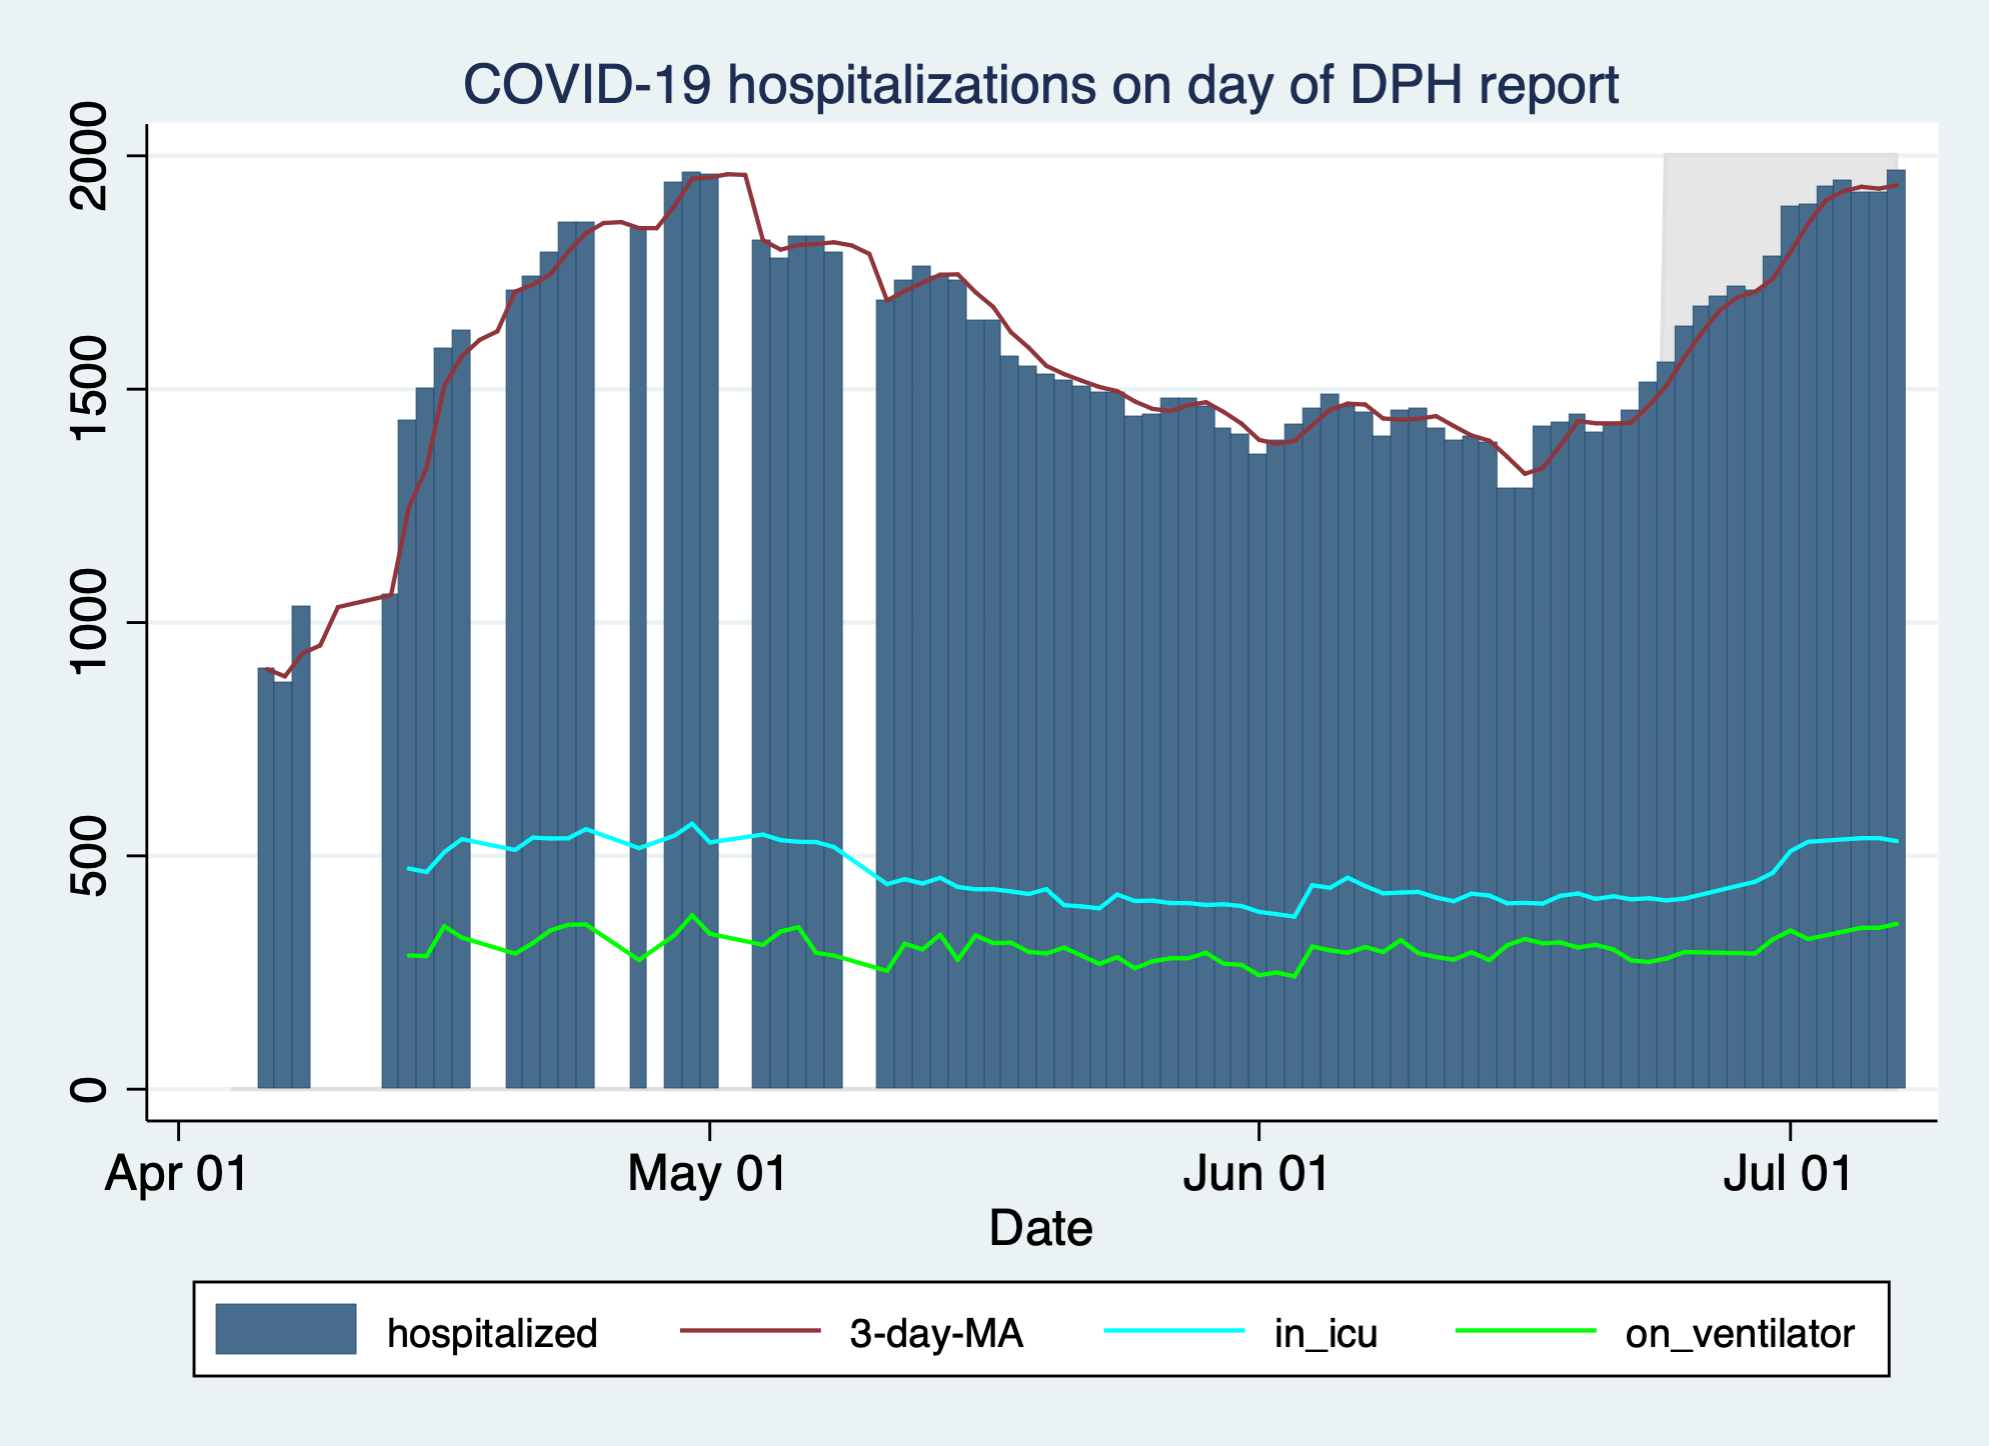 COVID-19 hospitalizations on day of DPH report
2000
1500
1000
500
0
Apr 01 May 01 Jun 01 Jul 01
Date
hospitalized 3-day-MA in_icu on_ventilator